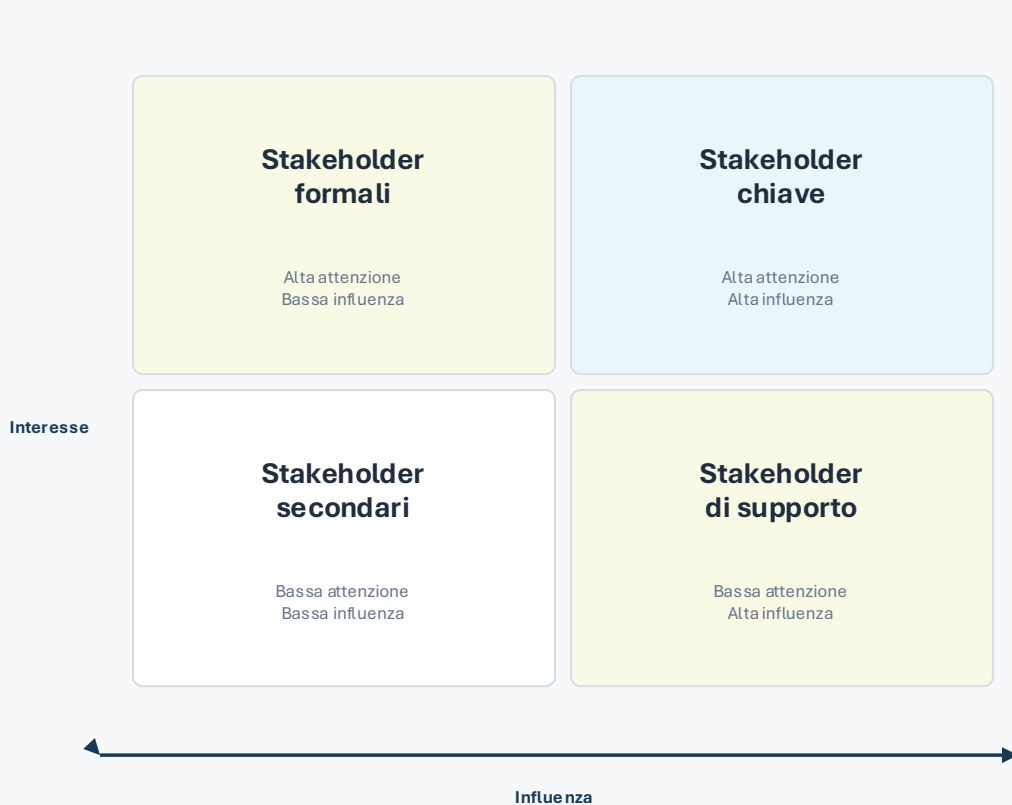 Stakeholder
formali
Alta attenzione
Bassa influenza
Stakeholder
chiave
Alta attenzione
Alta influenza
Interesse
Stakeholder
secondari
Bassa attenzione
Bassa influenza
Stakeholder
di supporto
Bassa attenzione
Alta influenza
Influenza